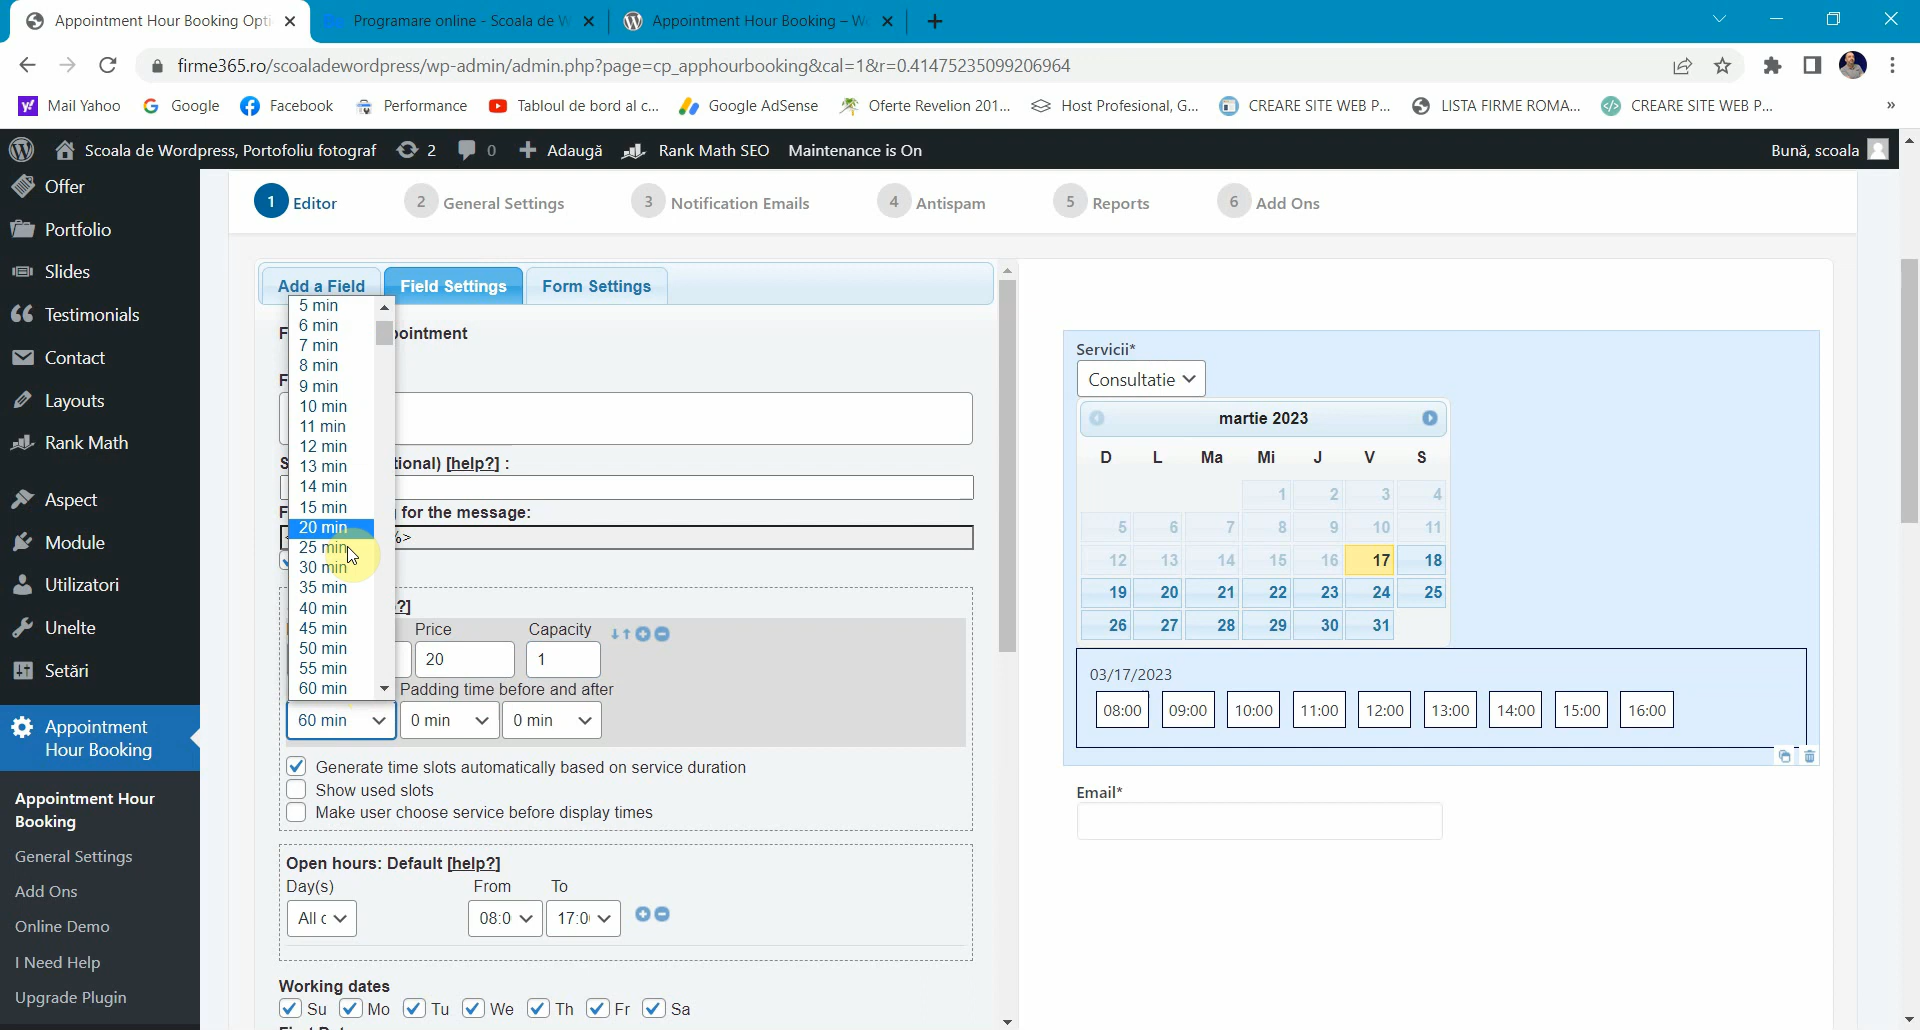 Appointment Hour Booking Opti
Programare online - Scoala de W
Appointment Hour Booking – W
firme365.ro/scoaladewordpress/wp-admin/admin.php?page=cp_apphourbooking&cal=1&r=0.41475235099206964
Mail Yahoo
Google
Facebook
Performance
Tabloul de bord al c...
Google AdSense
Oferte Revelion 201...
Host Profesional, G...
CREARE SITE WEB P...
LISTA FIRME ROMA...
CREARE SITE WEB P...
»
Scoala de Wordpress, Portofoliu fotograf
2
0
Adaugă
Rank Math SEO
Maintenance is On
Bună, scoala
Offer
Portfolio
Slides
Testimonials
Contact
Layouts
Rank Math
Aspect
Module
Utilizatori
Unelte
Setări
Appointment
Hour Booking
Appointment Hour
Booking
General Settings
Add Ons
Online Demo
I Need Help
Upgrade Plugin
1 Editor
2 General Settings
3 Notification Emails
4 Antispam
5 Reports
6 Add Ons
Add a Field
Field Settings
Form Settings
5 min
6 min
7 min
8 min
9 min
10 min
11 min
12 min
13 min
14 min
15 min
20 min
25 min
30 min
35 min
40 min
45 min
50 min
55 min
60 min
pointment
tional) [help?] :
for the message:
%>
?]
Price
Capacity
20
1
Padding time before and after
60 min
0 min
0 min
Generate time slots automatically based on service duration
Show used slots
Make user choose service before display times
Open hours: Default [help?]
Day(s)
From
To
All
08:0
17:0
Working dates
Su Mo Tu We Th Fr Sa
Servicii*
Consultatie
martie 2023
D L Ma Mi J V S
1 2 3 4
5 6 7 8 9 10 11
12 13 14 15 16 17 18
19 20 21 22 23 24 25
26 27 28 29 30 31
03/17/2023
08:00 09:00 10:00 11:00 12:00 13:00 14:00 15:00 16:00
Email*